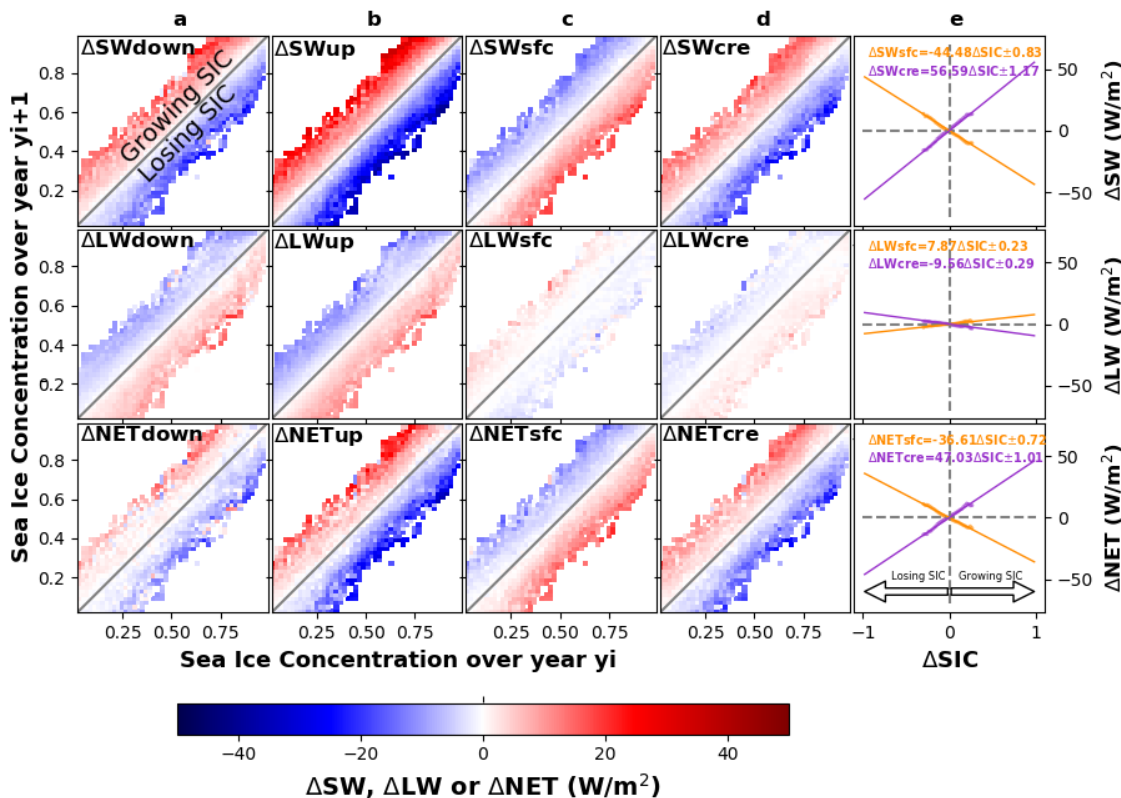 a b c d e
Sea Ice Concentration over year yi+1
ΔSWdown ΔSWup ΔSWsfc ΔSWcre
Growing SIC
Losing SIC
0.8
0.6
0.4
0.2
ΔSWsfc=-44.48ΔSIC±0.83
ΔSWcre=56.59ΔSIC±1.17
50
0
−50
ΔSW (W/m²)
ΔLWdown ΔLWup ΔLWsfc ΔLWcre
0.8
0.6
0.4
0.2
ΔLWsfc=7.87ΔSIC±0.23
ΔLWcre=-9.56ΔSIC±0.29
50
0
−50
ΔLW (W/m²)
ΔNETdown ΔNETup ΔNETsfc ΔNETcre
0.8
0.6
0.4
0.2
ΔNETsfc=-36.61ΔSIC±0.72
ΔNETcre=47.03ΔSIC±1.01
Losing SIC Growing SIC
50
0
−50
ΔNET (W/m²)
0.25 0.50 0.75 0.25 0.50 0.75 0.25 0.50 0.75 0.25 0.50 0.75 −1 0 1
Sea Ice Concentration over year yi
ΔSIC
−40 −20 0 20 40
ΔSW, ΔLW or ΔNET (W/m²)